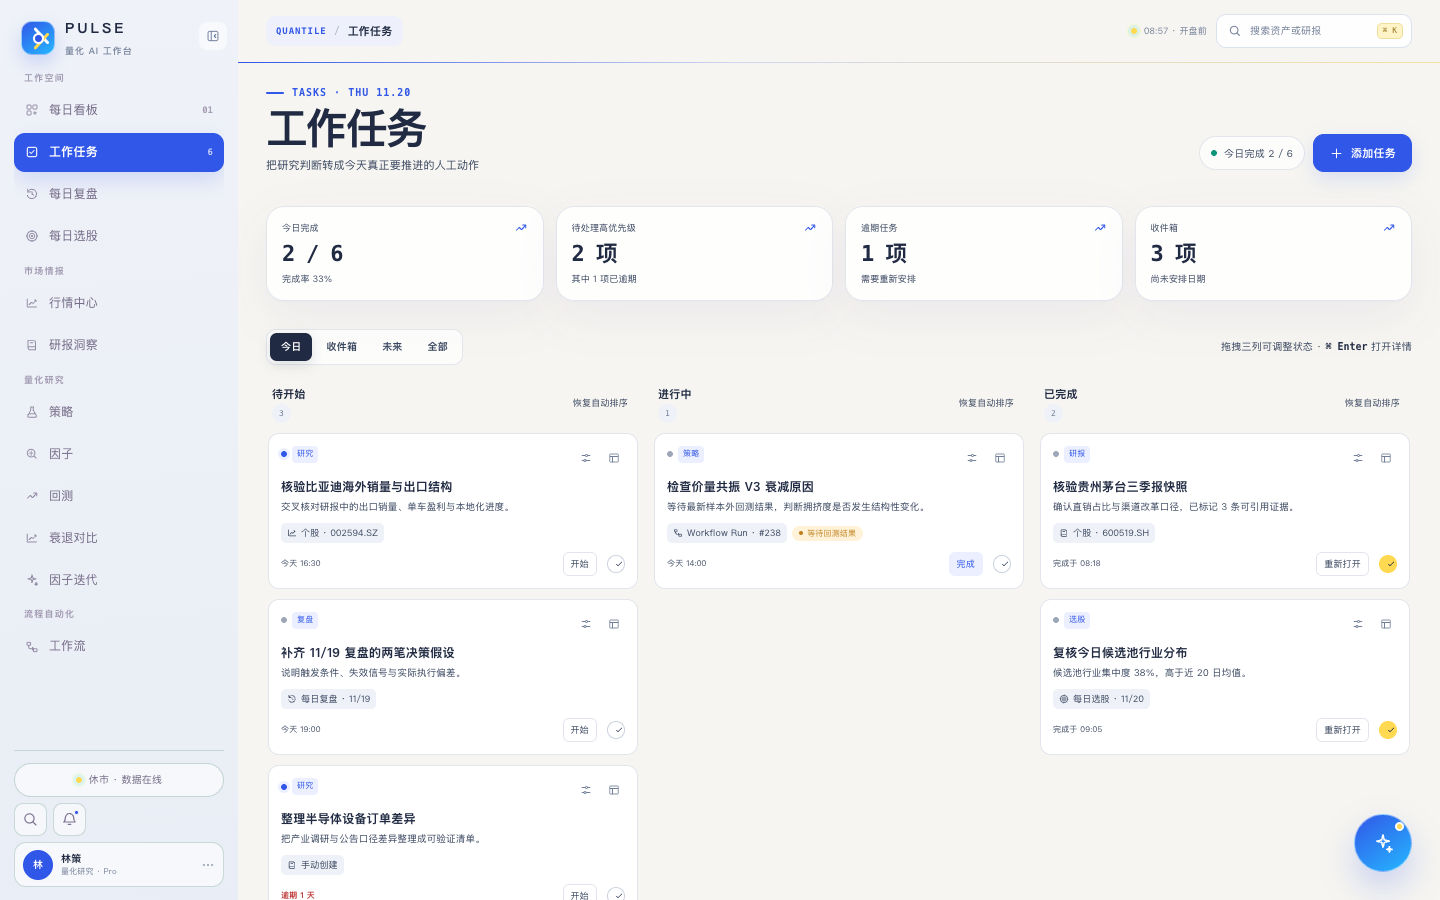 PULSE
量化 AI 工作台
工作空间
每日看板 01
工作任务 6
每日复盘
每日选股
市场情报
行情中心
研报洞察
量化研究
策略
因子
回测
衰退对比
因子迭代
流程自动化
工作流
休市 · 数据在线
林
林策
量化研究 · Pro
QUANTILE / 工作任务
08:57 · 开盘前
搜索资产或研报
⌘ K
TASKS · THU 11.20
工作任务
把研究判断转成今天真正要推进的人工动作
今日完成 2 / 6
添加任务
今日完成
2 / 6
完成率 33%
待处理高优先级
2 项
其中 1 项已逾期
逾期任务
1 项
需要重新安排
收件箱
3 项
尚未安排日期
今日 收件箱 未来 全部
拖拽三列可调整状态 · ⌘ Enter 打开详情
待开始
3
恢复自动排序
研究
核验比亚迪海外销量与出口结构
交叉核对研报中的出口销量、单车盈利与本地化进度。
个股 · 002594.SZ
今天 16:30
开始
复盘
补齐 11/19 复盘的两笔决策假设
说明触发条件、失效信号与实际执行偏差。
每日复盘 · 11/19
今天 19:00
开始
研究
整理半导体设备订单差异
把产业调研与公告口径差异整理成可验证清单。
手动创建
逾期 1 天
开始
进行中
1
恢复自动排序
策略
检查价量共振 V3 衰减原因
等待最新样本外回测结果，判断拥挤度是否发生结构性变化。
Workflow Run · #238
等待回测结果
今天 14:00
完成
已完成
2
恢复自动排序
研报
核验贵州茅台三季报快照
确认直销占比与渠道改革口径，已标记 3 条可引用证据。
个股 · 600519.SH
完成于 08:18
重新打开
选股
复核今日候选池行业分布
候选池行业集中度 38%，高于近 20 日均值。
每日选股 · 11/20
完成于 09:05
重新打开